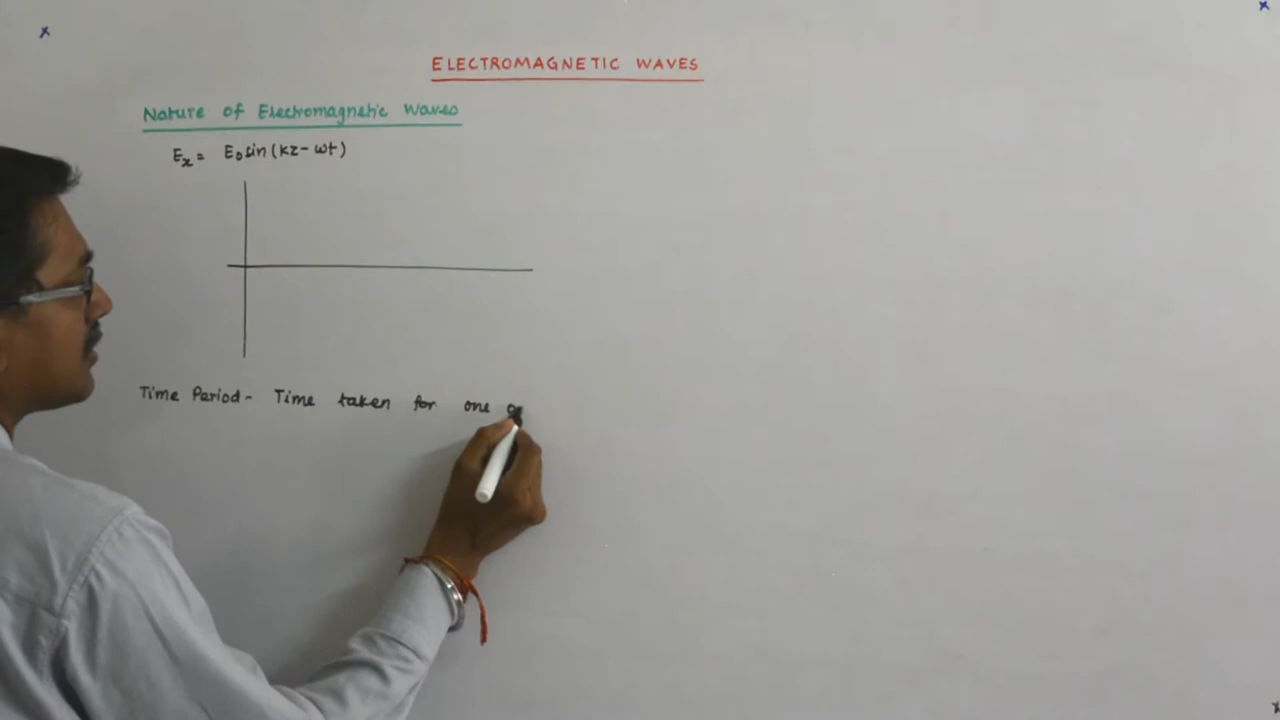 ELECTROMAGNETIC WAVES
Nature of Electromagnetic Waves
Eₓ = E₀ sin (kz - ωt)
Time Period - Time taken for one